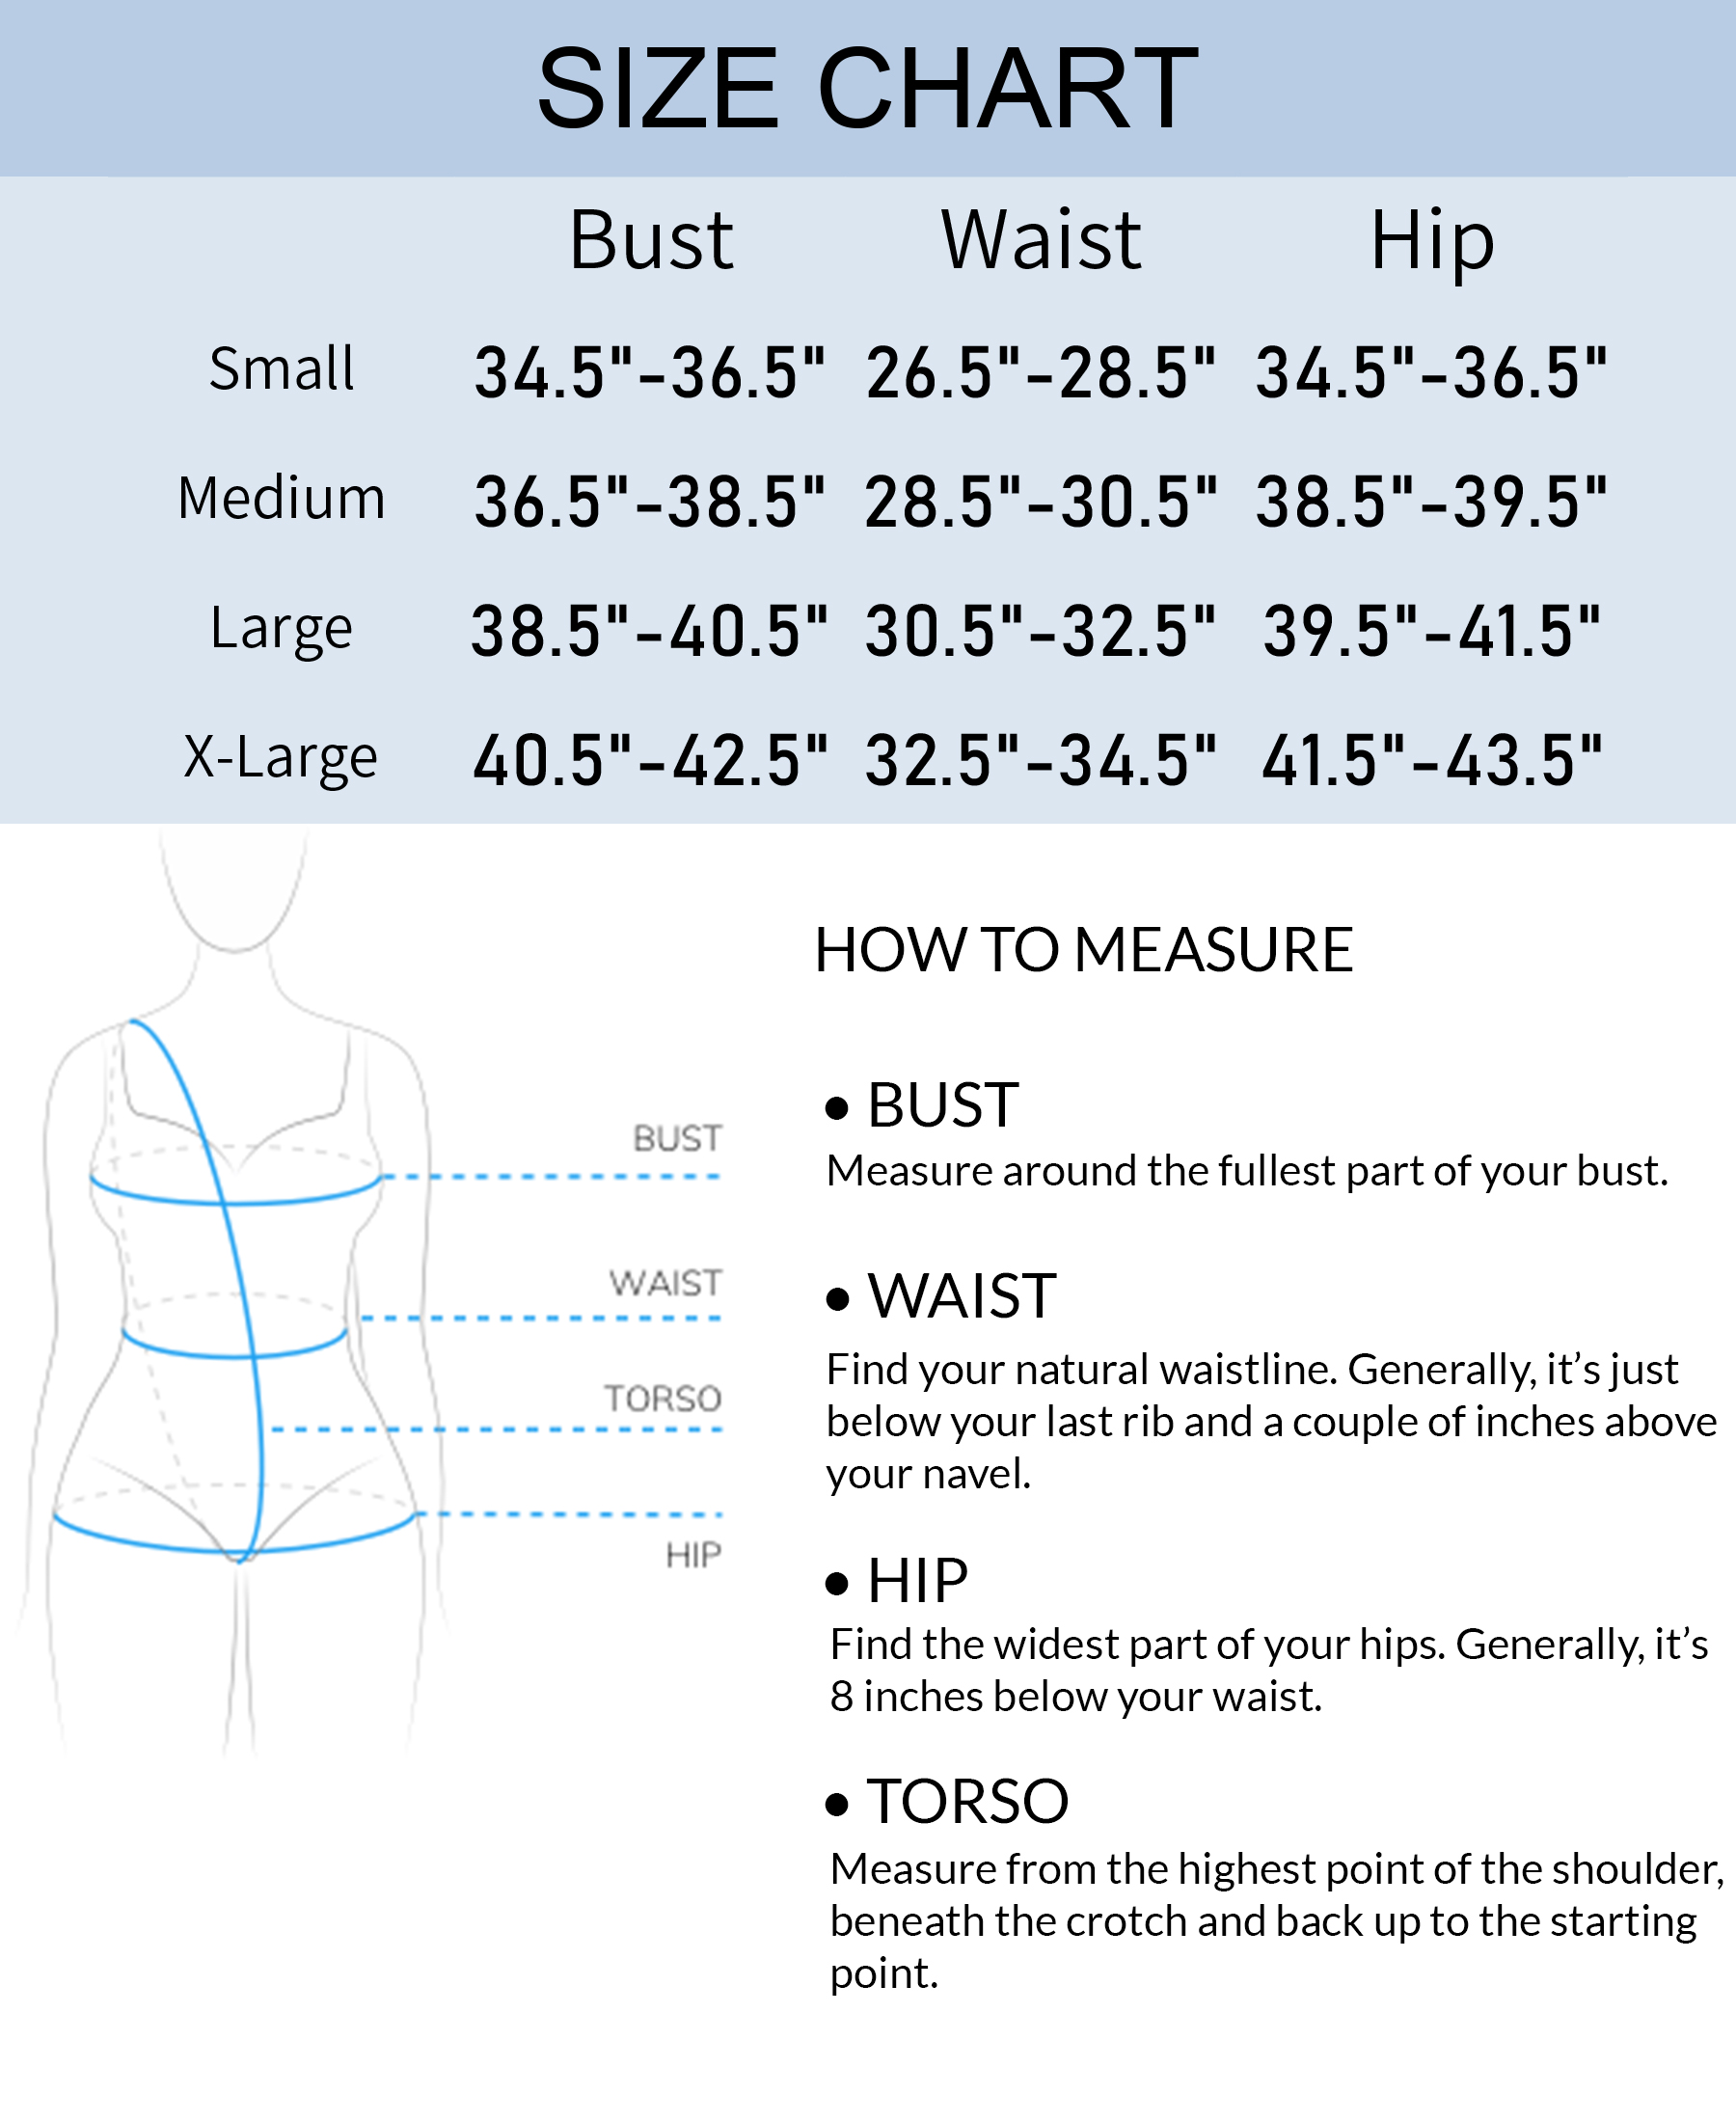 SIZE CHART
Bust Waist Hip
Small 34.5"-36.5" 26.5"-28.5" 34.5"-36.5"
Medium 36.5"-38.5" 28.5"-30.5" 38.5"-39.5"
Large 38.5"-40.5" 30.5"-32.5" 39.5"-41.5"
X-Large 40.5"-42.5" 32.5"-34.5" 41.5"-43.5"
BUST
WAIST
TORSO
HIP
HOW TO MEASURE
• BUST
Measure around the fullest part of your bust.
• WAIST
Find your natural waistline. Generally, it’s just
below your last rib and a couple of inches above
your navel.
• HIP
Find the widest part of your hips. Generally, it’s
8 inches below your waist.
• TORSO
Measure from the highest point of the shoulder,
beneath the crotch and back up to the starting
point.